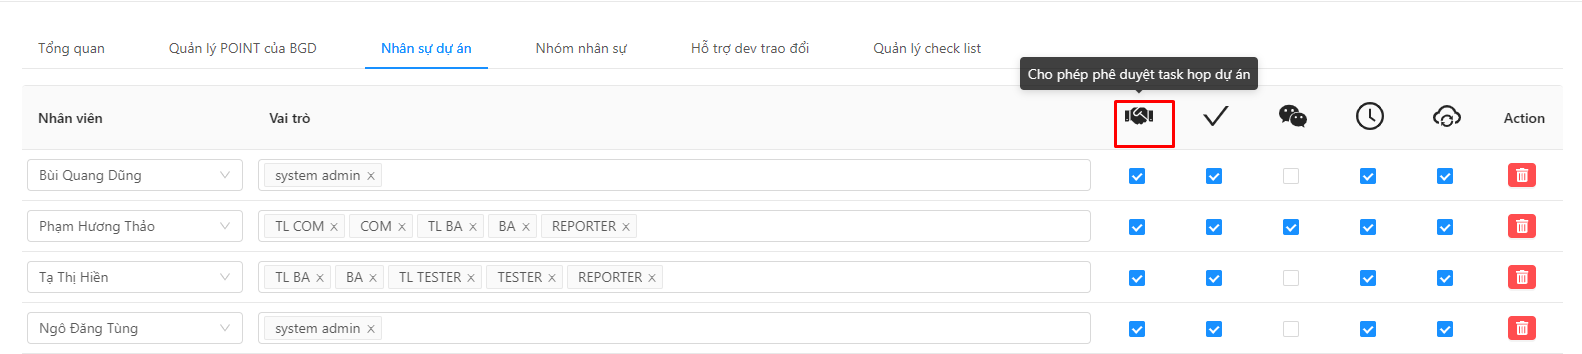 Tổng quan Quản lý POINT của BGD Nhân sự dự án Nhóm nhân sự Hỗ trợ dev trao đổi Quản lý check list
Cho phép phê duyệt task họp dự án
Nhân viên Vai trò Action
Bùi Quang Dũng system admin x
Phạm Hương Thảo TL COM x COM x TL BA x BA x REPORTER x
Tạ Thị Hiền TL BA x BA x TL TESTER x TESTER x REPORTER x
Ngô Đăng Tùng system admin x